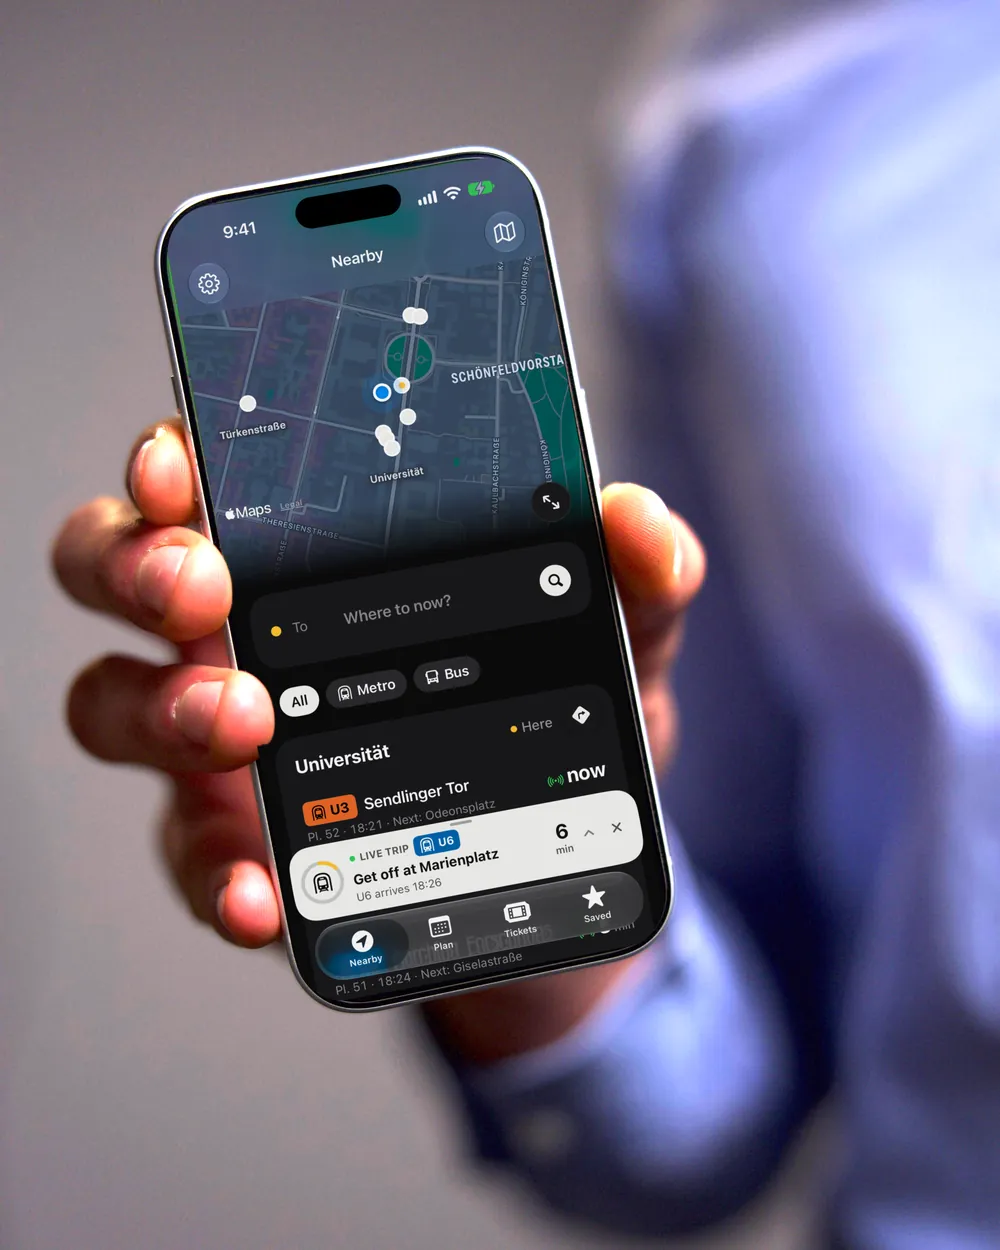 9:41
Nearby
KÖNIGINSTR
SCHÖNFELDVORSTA
Türkenstraße
Universität
KAULBACHSTRAßE
KÖNIGINS
Maps Legal
THERESIENSTRAßE
To Where to now?
All Metro Bus
Universität Here
U3 Sendlinger Tor now
Pl. 52 · 18:21 · Next: Odeonsplatz
LIVE TRIP U6
Get off at Marienplatz
U6 arrives 18:26
6
min
Nearby Plan Tickets Saved
min
Pl. 51 · 18:24 · Next: Giselastraße